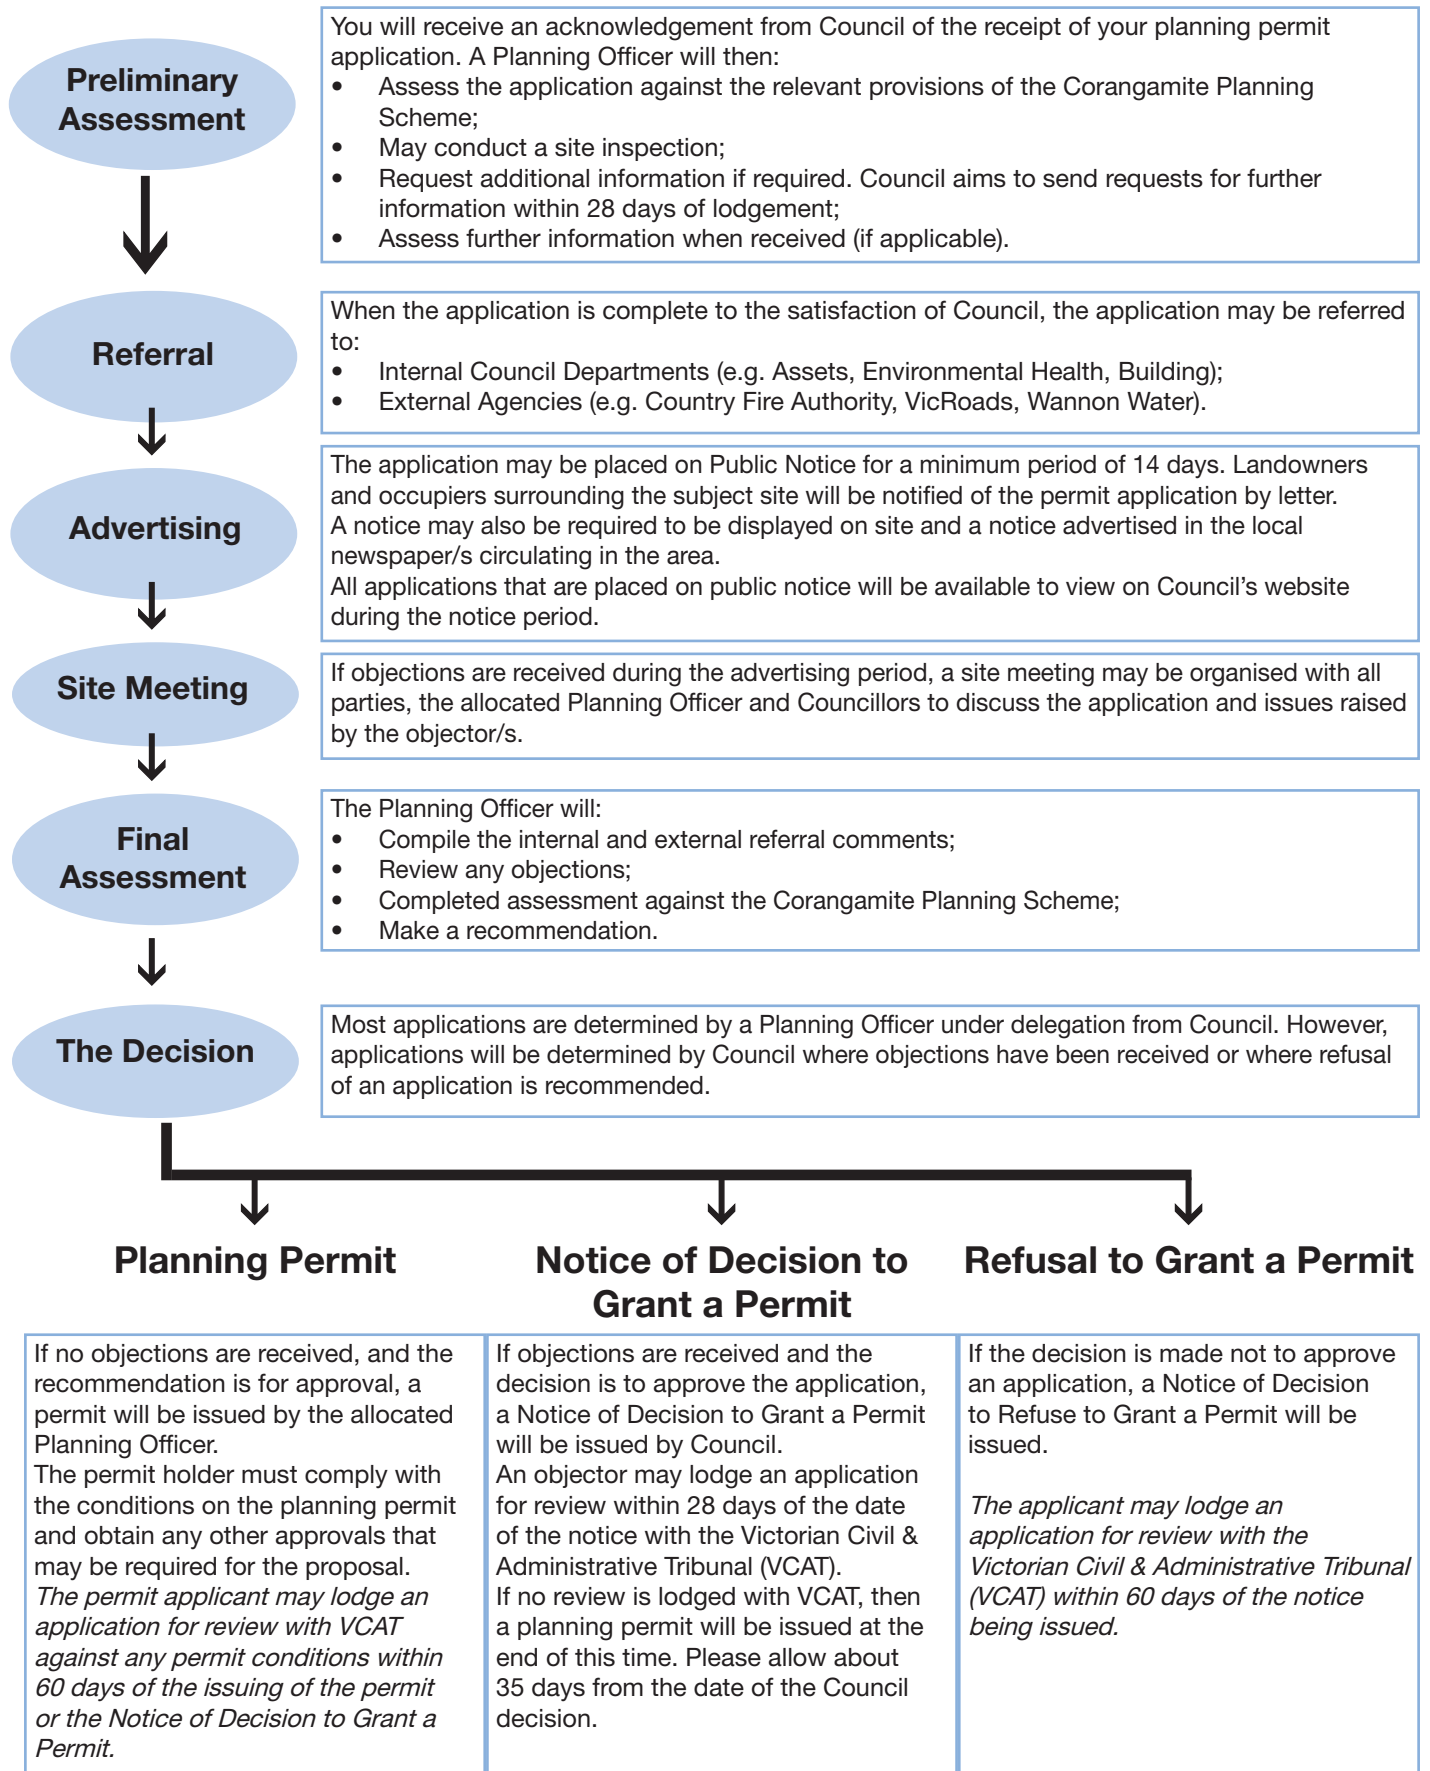 Preliminary
Assessment
You will receive an acknowledgement from Council of the receipt of your planning permit
application. A Planning Officer will then:
• Assess the application against the relevant provisions of the Corangamite Planning
Scheme;
• May conduct a site inspection;
• Request additional information if required. Council aims to send requests for further
information within 28 days of lodgement;
• Assess further information when received (if applicable).
Referral
When the application is complete to the satisfaction of Council, the application may be referred
to:
• Internal Council Departments (e.g. Assets, Environmental Health, Building);
• External Agencies (e.g. Country Fire Authority, VicRoads, Wannon Water).
Advertising
The application may be placed on Public Notice for a minimum period of 14 days. Landowners
and occupiers surrounding the subject site will be notified of the permit application by letter.
A notice may also be required to be displayed on site and a notice advertised in the local
newspaper/s circulating in the area.
All applications that are placed on public notice will be available to view on Council’s website
during the notice period.
Site Meeting
If objections are received during the advertising period, a site meeting may be organised with all
parties, the allocated Planning Officer and Councillors to discuss the application and issues raised
by the objector/s.
Final
Assessment
The Planning Officer will:
• Compile the internal and external referral comments;
• Review any objections;
• Completed assessment against the Corangamite Planning Scheme;
• Make a recommendation.
The Decision
Most applications are determined by a Planning Officer under delegation from Council. However,
applications will be determined by Council where objections have been received or where refusal
of an application is recommended.
Planning Permit
If no objections are received, and the
recommendation is for approval, a
permit will be issued by the allocated
Planning Officer.
The permit holder must comply with
the conditions on the planning permit
and obtain any other approvals that
may be required for the proposal.
The permit applicant may lodge an
application for review with VCAT
against any permit conditions within
60 days of the issuing of the permit
or the Notice of Decision to Grant a
Permit.
Notice of Decision to
Grant a Permit
If objections are received and the
decision is to approve the application,
a Notice of Decision to Grant a Permit
will be issued by Council.
An objector may lodge an application
for review within 28 days of the date
of the notice with the Victorian Civil &
Administrative Tribunal (VCAT).
If no review is lodged with VCAT, then
a planning permit will be issued at the
end of this time. Please allow about
35 days from the date of the Council
decision.
Refusal to Grant a Permit
If the decision is made not to approve
an application, a Notice of Decision
to Refuse to Grant a Permit will be
issued.
The applicant may lodge an
application for review with the
Victorian Civil & Administrative Tribunal
(VCAT) within 60 days of the notice
being issued.